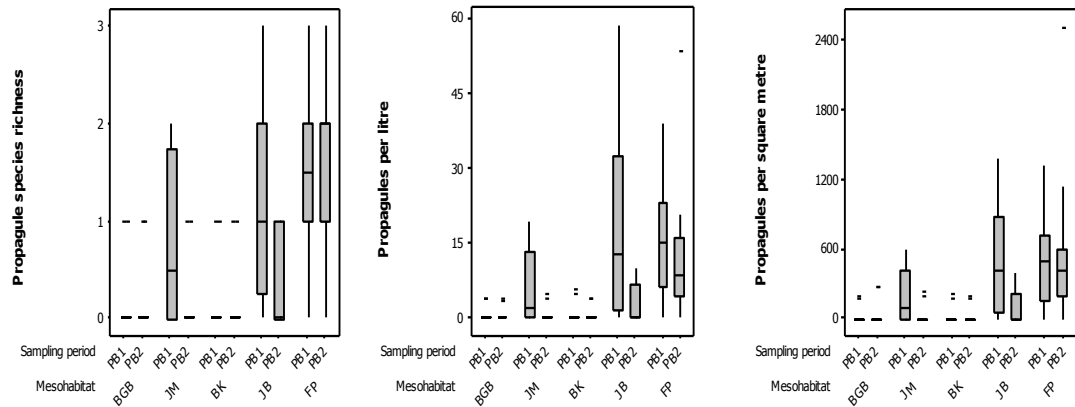 Propagule species richness
3
2
1
0
Sampling period PB1 PB2 PB1 PB2 PB1 PB2 PB1 PB2 PB1 PB2
Mesohabitat BGB JM BK JB FP
Propagules per litre
60
45
30
15
0
PB1 PB2 PB1 PB2 PB1 PB2 PB1 PB2 PB1 PB2
BGB JM BK JB FP
Propagules per square metre
2400
1800
1200
600
0
Sampling period PB1 PB2 PB1 PB2 PB1 PB2 PB1 PB2 PB1 PB2
Mesohabitat BGB JM BK JB FP